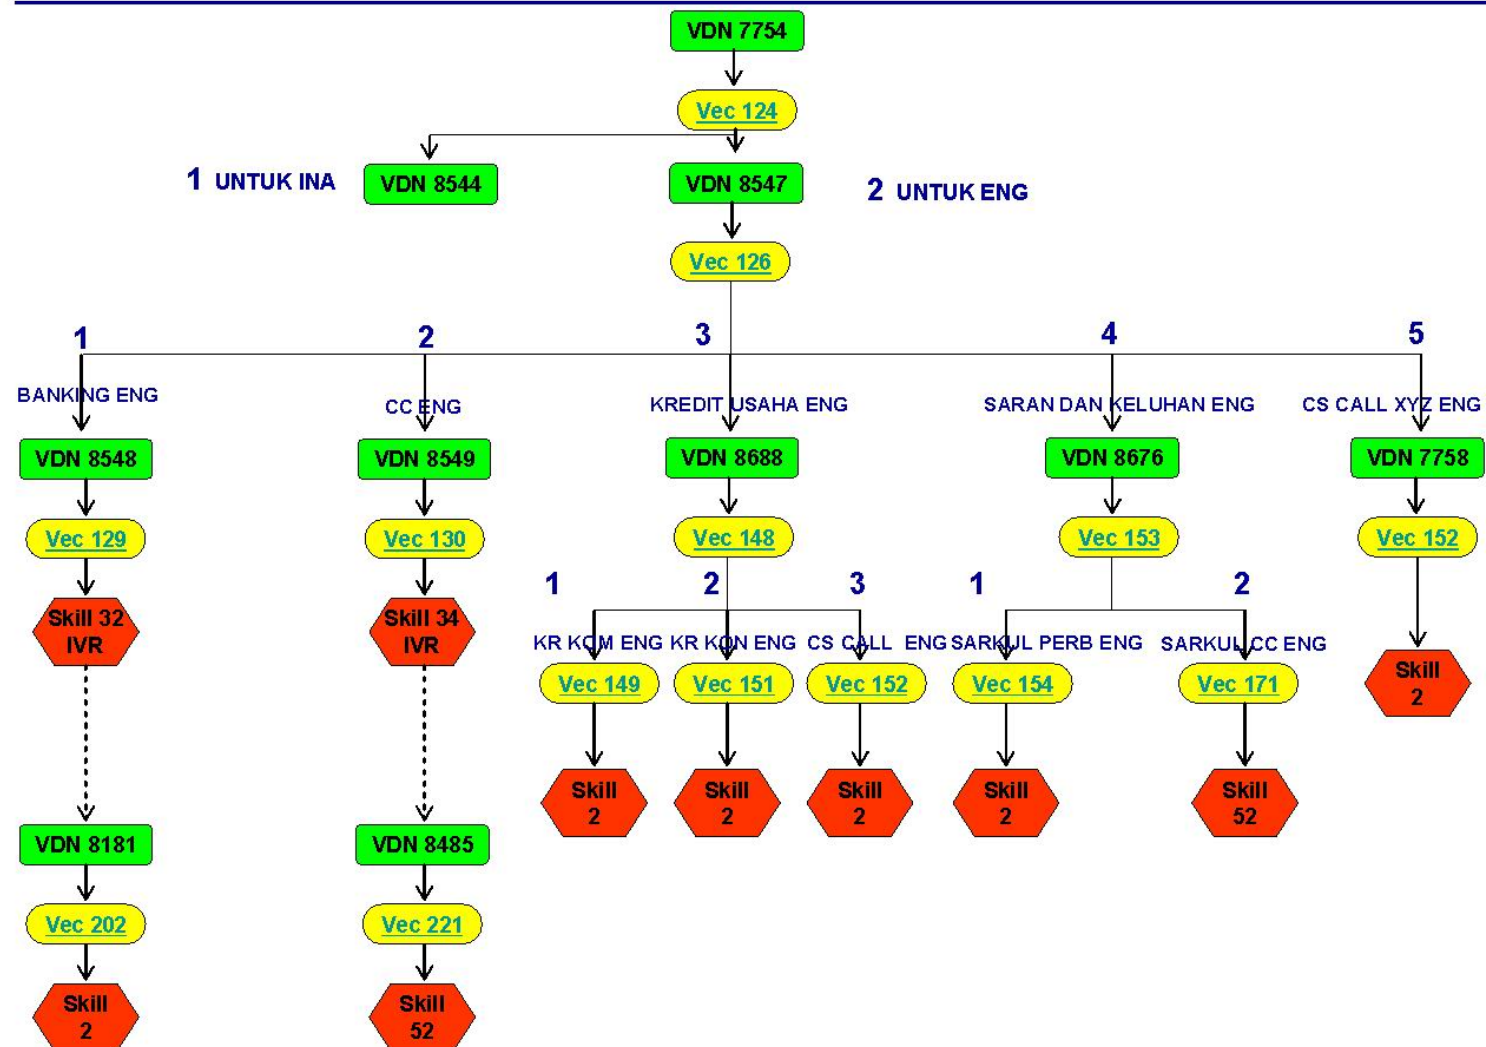 VDN 7754
Vec 124
1 UNTUK INA
VDN 8544
VDN 8547
2 UNTUK ENG
Vec 126
1
2
3
4
5
BANKING ENG
CC ENG
KREDIT USAHA ENG
SARAN DAN KELUHAN ENG
CS CALL XYZ ENG
VDN 8548
VDN 8549
VDN 8688
VDN 8676
VDN 7758
Vec 129
Vec 130
Vec 148
Vec 153
Vec 152
1
2
3
1
2
Skill 32
IVR
Skill 34
IVR
KR KOM ENG
KR KON ENG
CS CALL ENG
SARKUL PERB ENG
SARKUL CC ENG
Vec 149
Vec 151
Vec 152
Vec 154
Vec 171
Skill
2
Skill
2
Skill
2
Skill
2
Skill
2
Skill
52
VDN 8181
VDN 8485
Vec 202
Vec 221
Skill
2
Skill
52